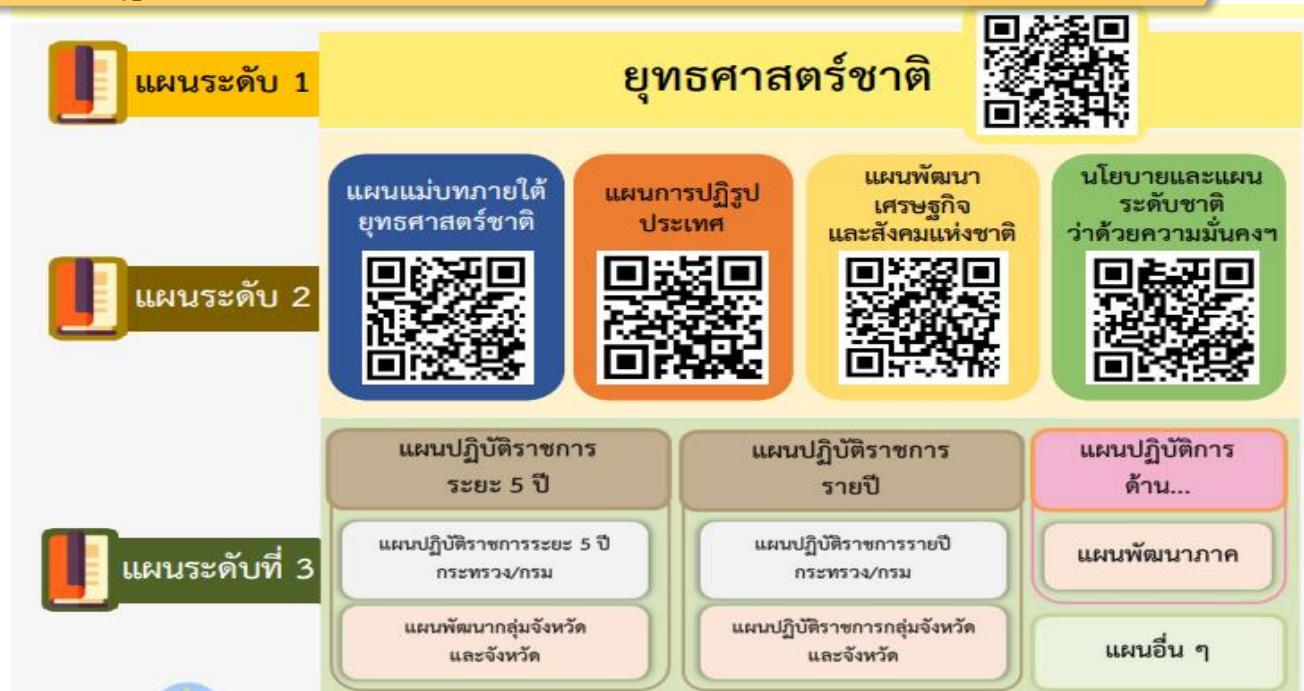 แผนระดับ 1
ยุทธศาสตร์ชาติ
แผนระดับ 2
แผนแม่บทภายใต้
ยุทธศาสตร์ชาติ
แผนการปฏิรูป
ประเทศ
แผนพัฒนา
เศรษฐกิจ
และสังคมแห่งชาติ
นโยบายและแผน
ระดับชาติ
ว่าด้วยความมั่นคงฯ
แผนระดับที่ 3
แผนปฏิบัติราชการ
ระยะ 5 ปี
แผนปฏิบัติราชการระยะ 5 ปี
กระทรวง/กรม
แผนพัฒนากลุ่มจังหวัด
และจังหวัด
แผนปฏิบัติราชการ
รายปี
แผนปฏิบัติราชการรายปี
กระทรวง/กรม
แผนปฏิบัติราชการกลุ่มจังหวัด
และจังหวัด
แผนปฏิบัติการ
ด้าน...
แผนพัฒนาภาค
แผนอื่น ๆ